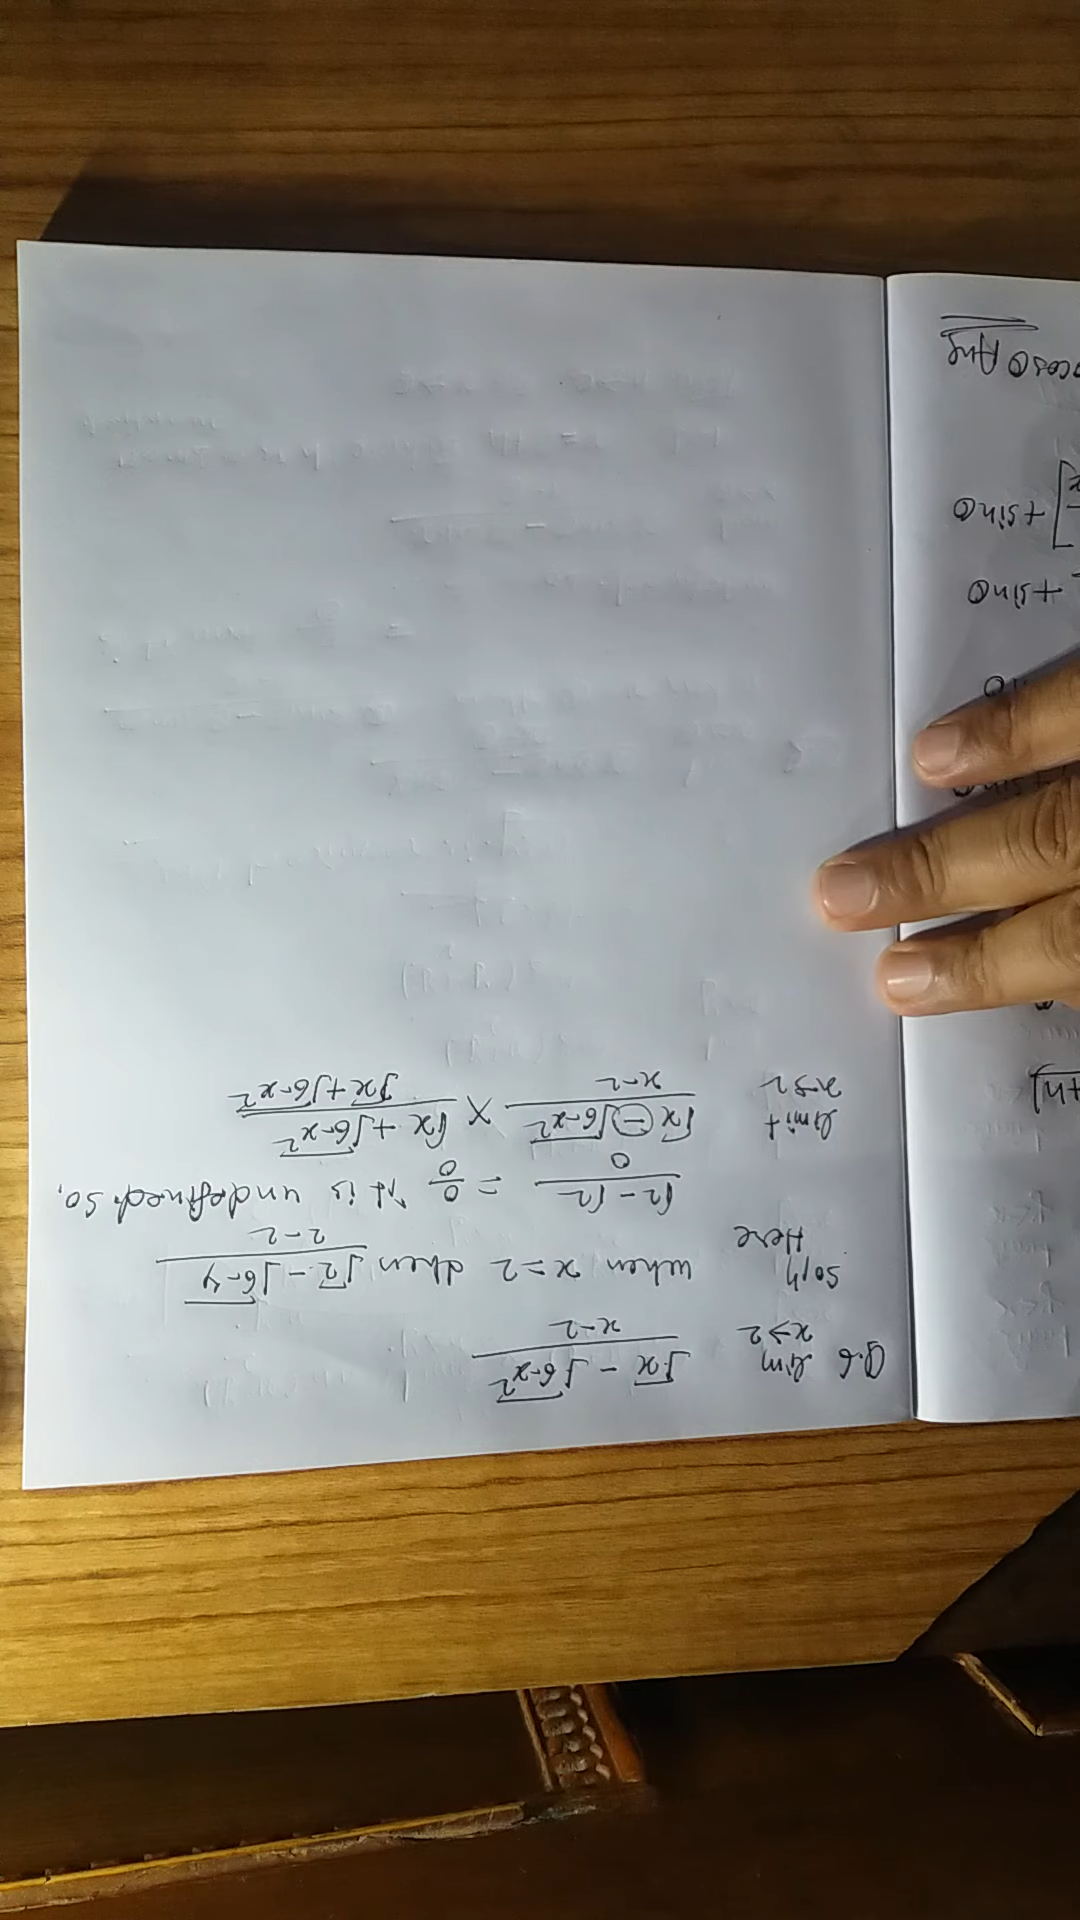 Q.6 lim x→2 √x - √6-x² / x-2
Soln Here when x=2 then √2 - √6-4 / 2-2
√2 - √2 / 0 = 0/0 It is undefined. So,
limit x→2 √x - √6-x² / x-2 × √x + √6-x² / √x + √6-x²
+sinθ
+sinθ
cosθ Ans